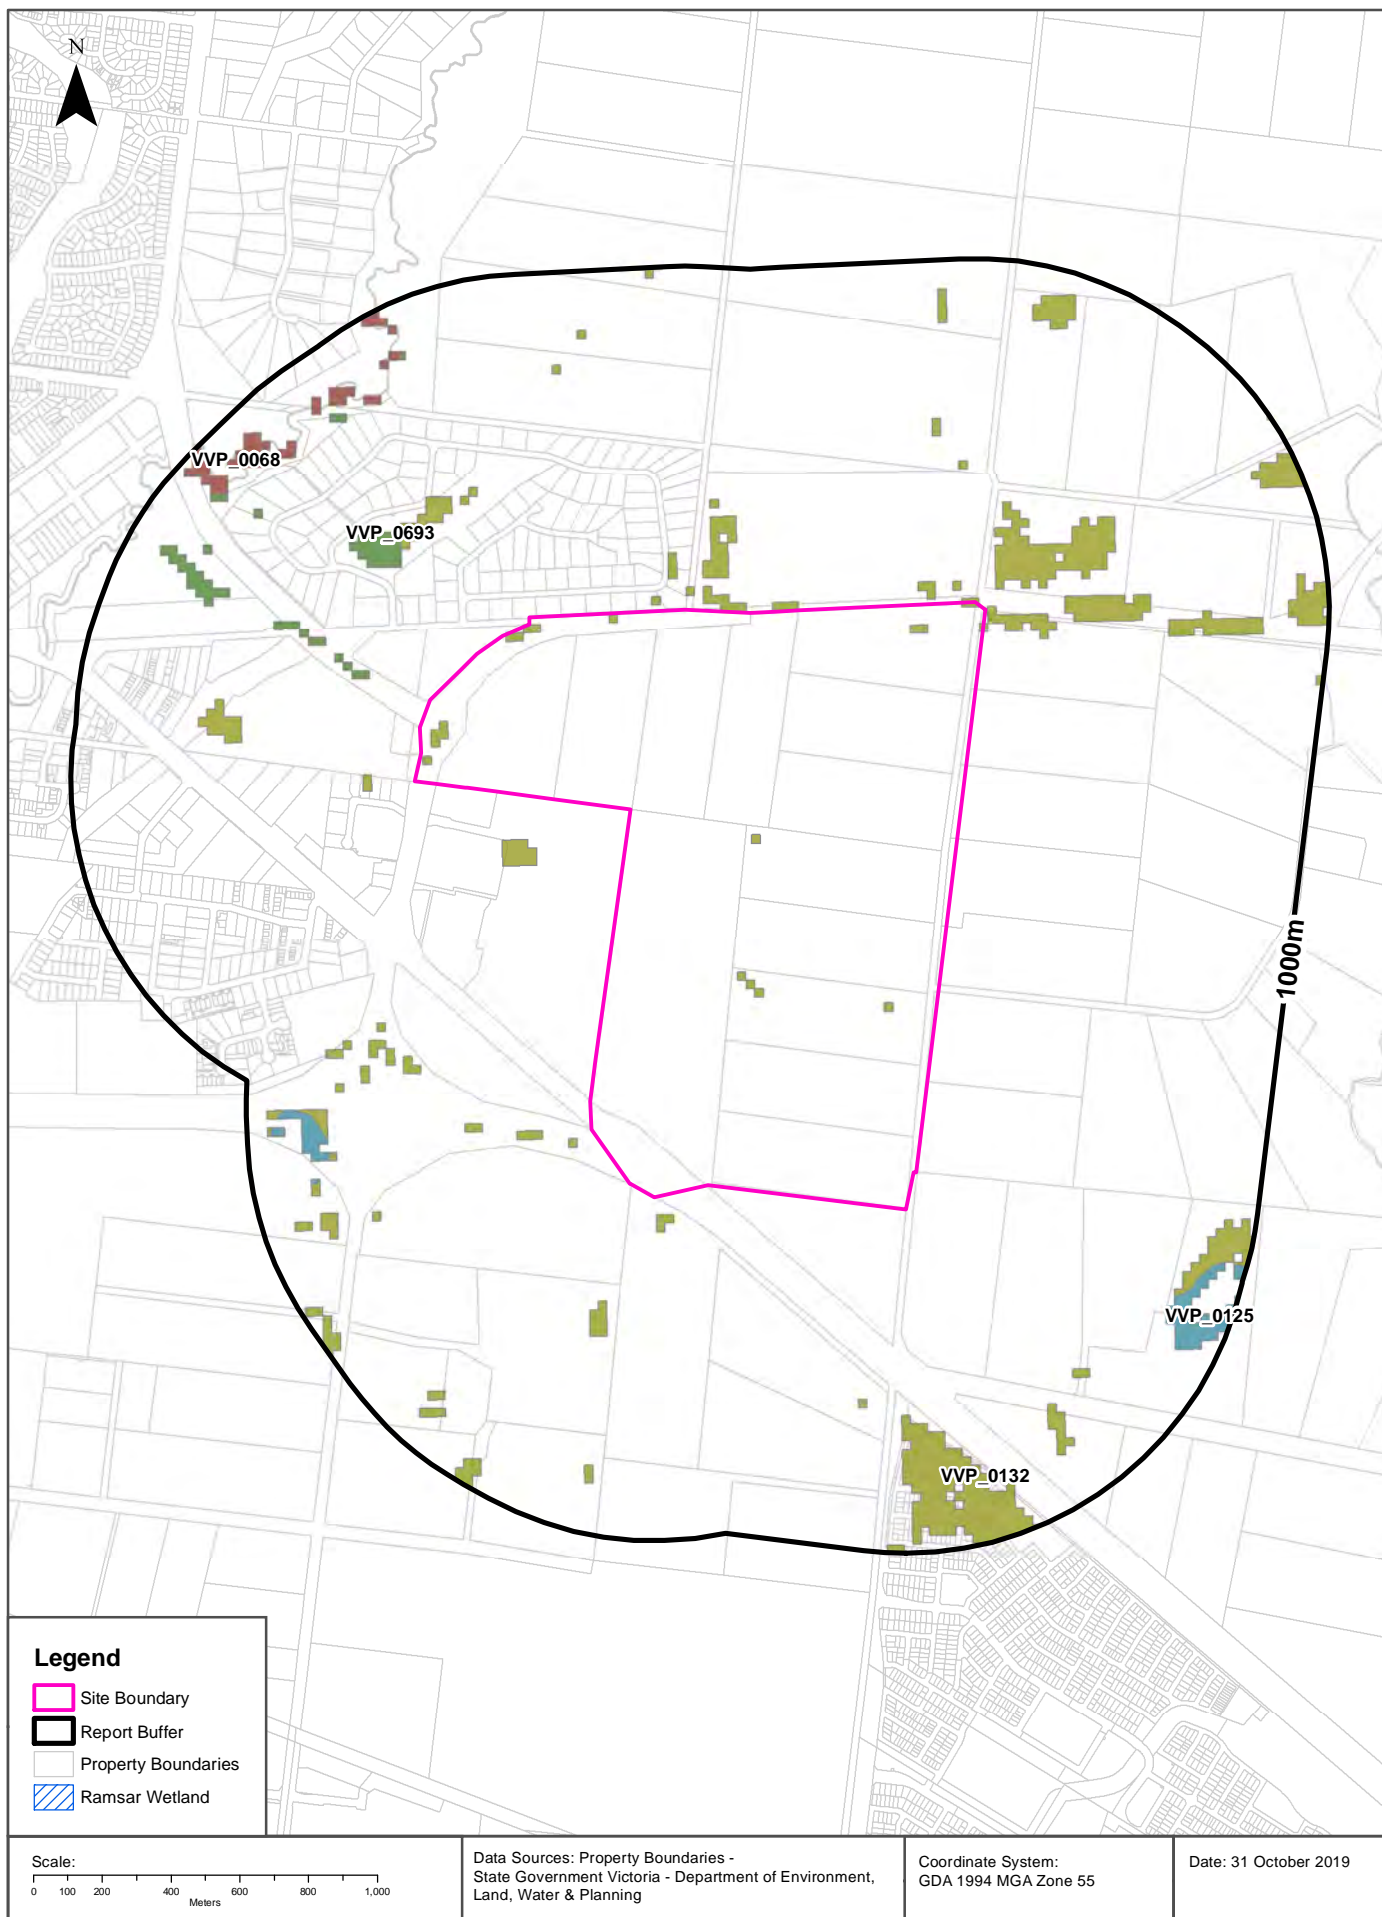 N
VVP_0068
VVP_0693
1000m
VVP_0125
VVP_0132
Legend
Site Boundary
Report Buffer
Property Boundaries
Ramsar Wetland
Scale:
0 100 200 400 600 800 1,000
Meters
Data Sources: Property Boundaries -
State Government Victoria - Department of Environment,
Land, Water & Planning
Coordinate System:
GDA 1994 MGA Zone 55
Date: 31 October 2019